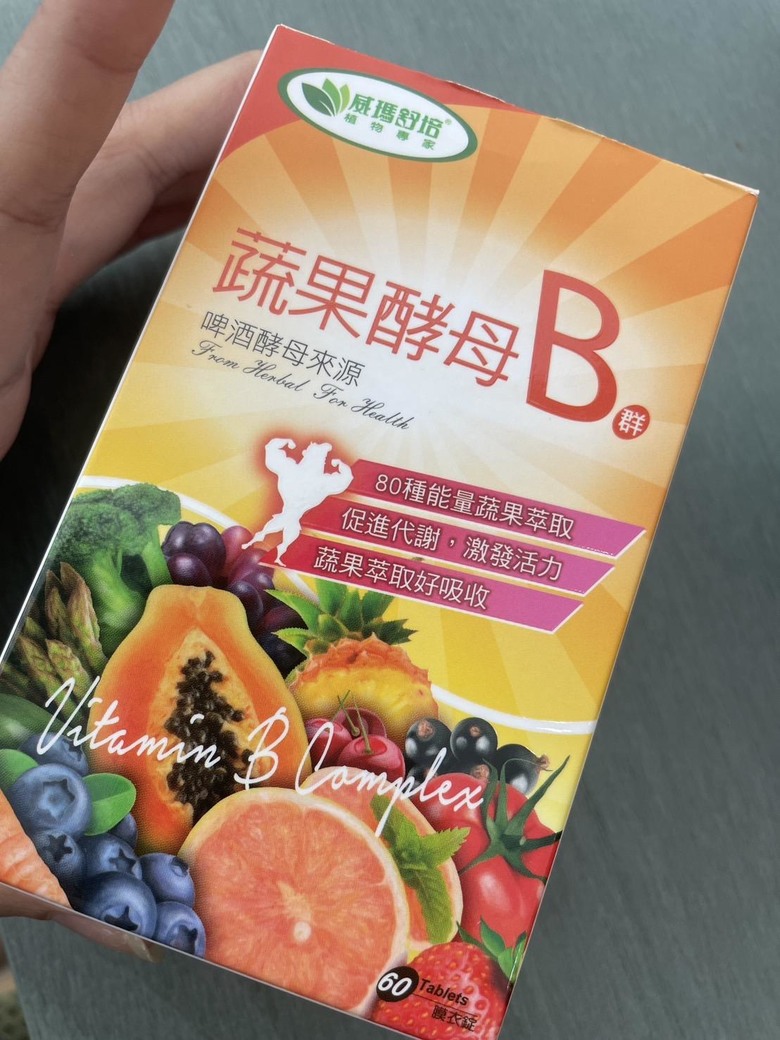 威瑪舒培®
植物專家
蔬果酵母B群
啤酒酵母來源
From Herbal For Health
80種能量蔬果萃取
促進代謝，激發活力
蔬果萃取好吸收
Vitamin B Complex
60 Tablets
膜衣錠